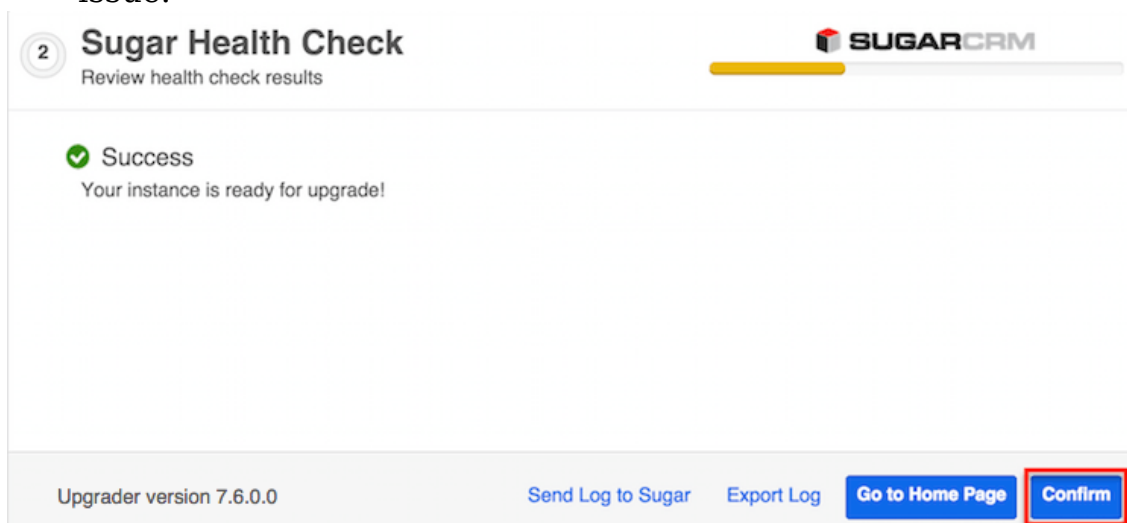 issue.
2
Sugar Health Check
SUGARCRM
Review health check results
Success
Your instance is ready for upgrade!
Upgrader version 7.6.0.0 Send Log to Sugar Export Log Go to Home Page Confirm